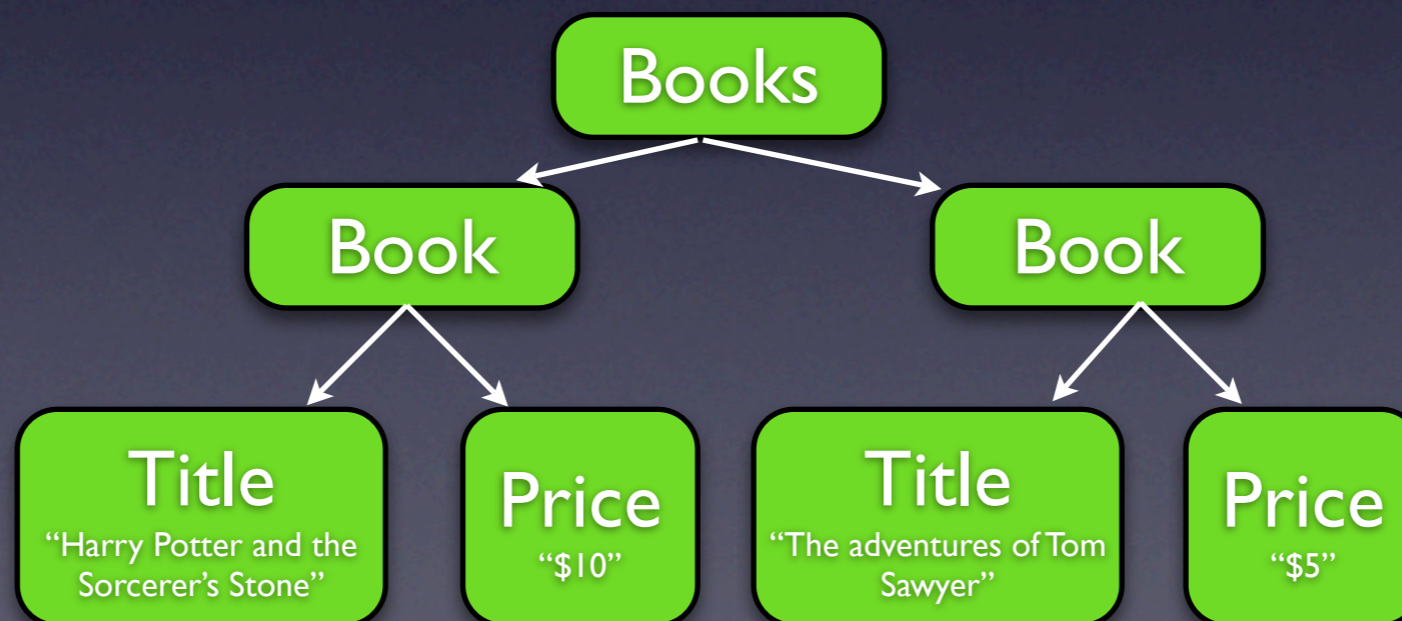 Books
Book
Book
Title
“Harry Potter and the
Sorcerer’s Stone”
Price
“$10”
Title
“The adventures of Tom
Sawyer”
Price
“$5”